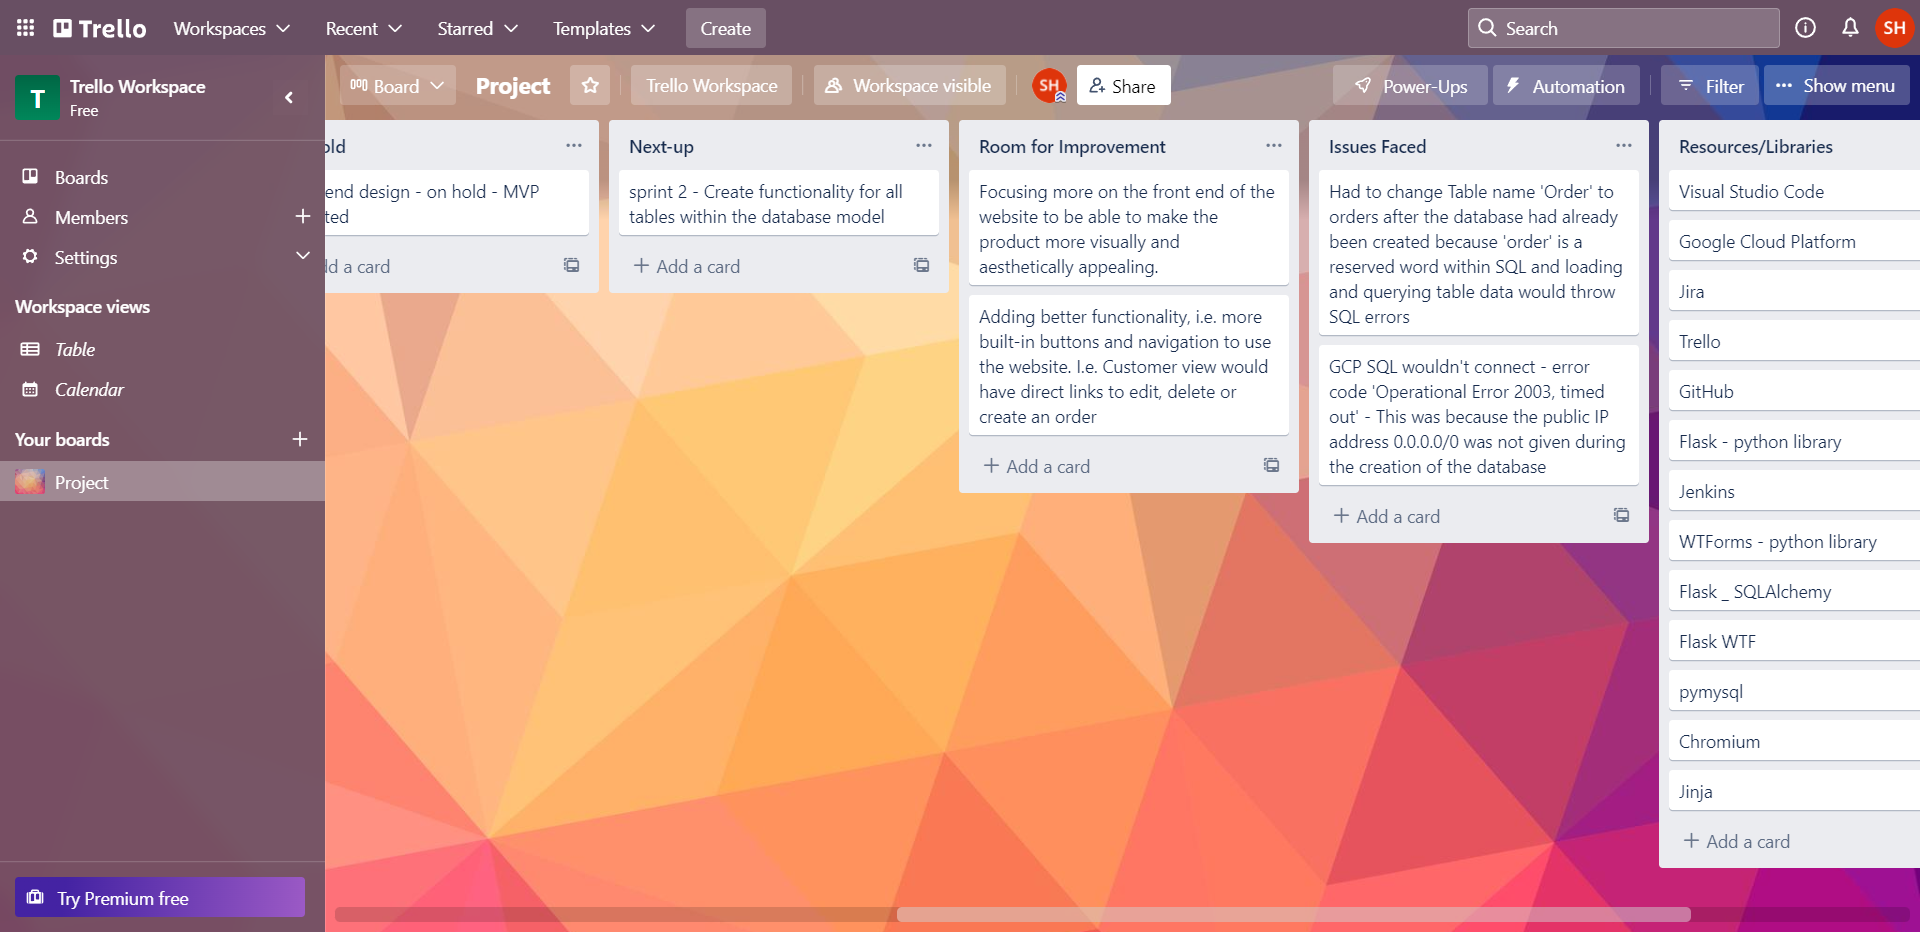 Trello
Workspaces
Recent
Starred
Templates
Create
Search
SH
T
Trello Workspace
Free
Board
Project
Trello Workspace
Workspace visible
SH
Share
Power-Ups
Automation
Filter
Show menu
Boards
Members
Settings
Workspace views
Table
Calendar
Your boards
Project
Try Premium free
old
end design - on hold - MVP
ted
dd a card
Next-up
sprint 2 - Create functionality for all
tables within the database model
Add a card
Room for Improvement
Focusing more on the front end of the
website to be able to make the
product more visually and
aesthetically appealing.
Adding better functionality, i.e. more
built-in buttons and navigation to use
the website. I.e. Customer view would
have direct links to edit, delete or
create an order
Add a card
Issues Faced
Had to change Table name 'Order' to
orders after the database had already
been created because 'order' is a
reserved word within SQL and loading
and querying table data would throw
SQL errors
GCP SQL wouldn't connect - error
code 'Operational Error 2003, timed
out' - This was because the public IP
address 0.0.0.0/0 was not given during
the creation of the database
Add a card
Resources/Libraries
Visual Studio Code
Google Cloud Platform
Jira
Trello
GitHub
Flask - python library
Jenkins
WTForms - python library
Flask _ SQLAlchemy
Flask WTF
pymysql
Chromium
Jinja
Add a card